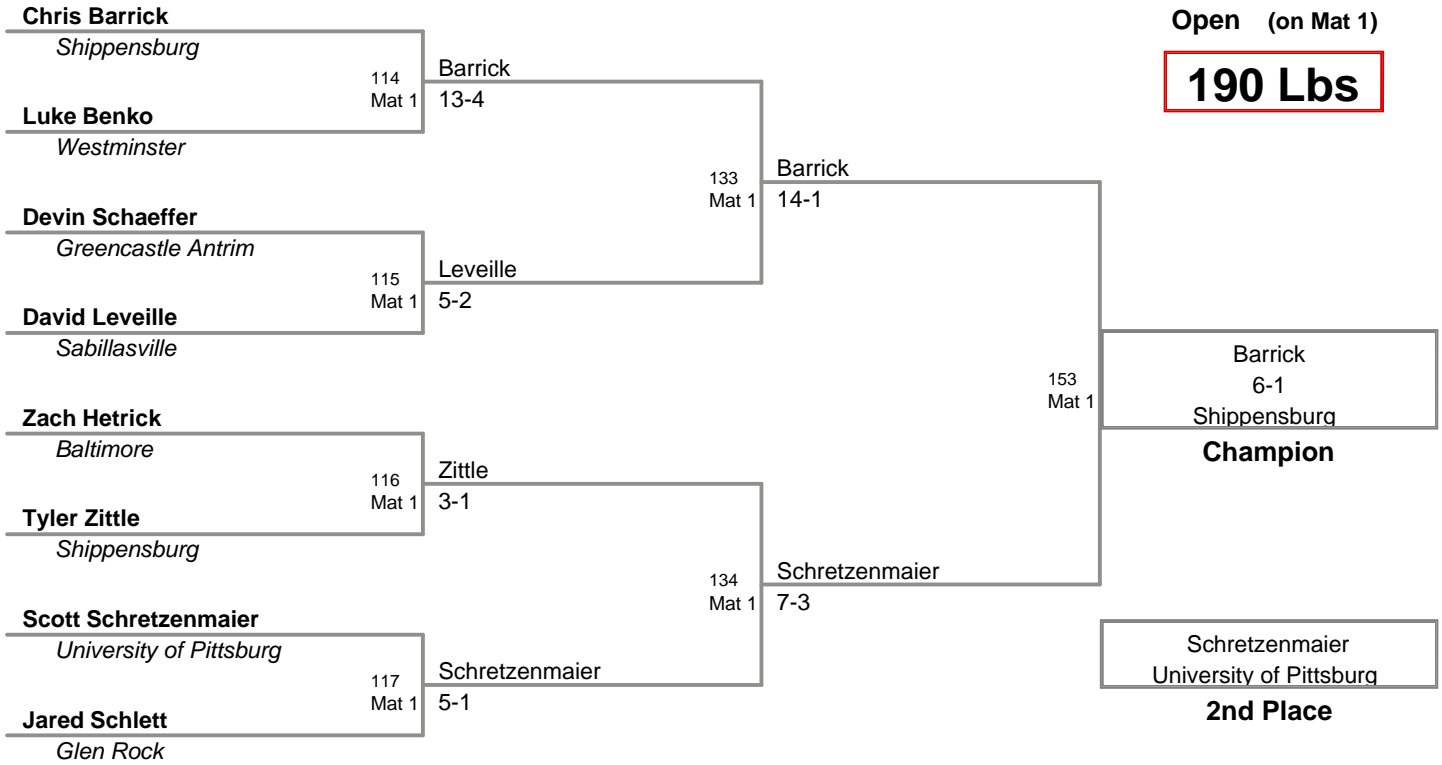 Chris Barrick
Shippensburg
114
Mat 1
Barrick
13-4
Luke Benko
Westminster
Devin Schaeffer
Greencastle Antrim
115
Mat 1
Leveille
5-2
David Leveille
Sabillasville
133
Mat 1
Barrick
14-1
Zach Hetrick
Baltimore
116
Mat 1
Zittle
3-1
Tyler Zittle
Shippensburg
Scott Schretzenmaier
University of Pittsburg
117
Mat 1
Schretzenmaier
5-1
Jared Schlett
Glen Rock
134
Mat 1
Schretzenmaier
7-3
153
Mat 1
Open (on Mat 1)
190 Lbs
Barrick
6-1
Shippensburg
Champion
Schretzenmaier
University of Pittsburg
2nd Place